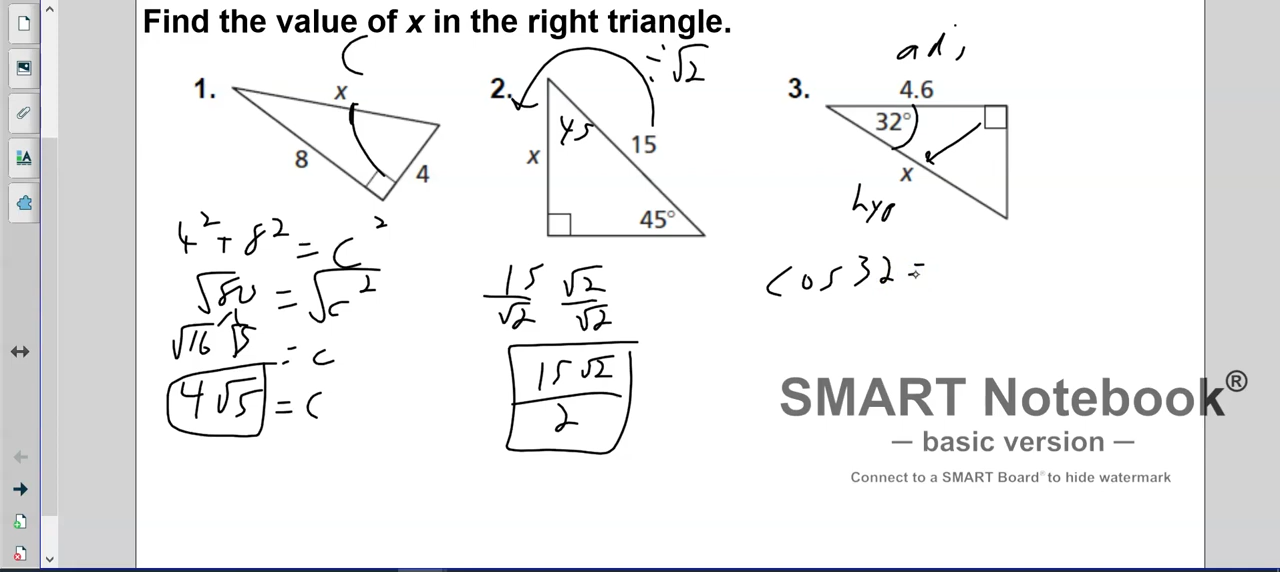 Find the value of x in the right triangle.
C
÷√2
adj
1.
x
8
4
2.
45
15
x
45°
3.
4.6
32°
x
hyp
4² + 8² = C²
√80 = √c²
√16 √5 = c
4√5 = C
15 √2
√2 √2
15√2
2
cos 32 =
SMART Notebook®
— basic version —
Connect to a SMART Board® to hide watermark